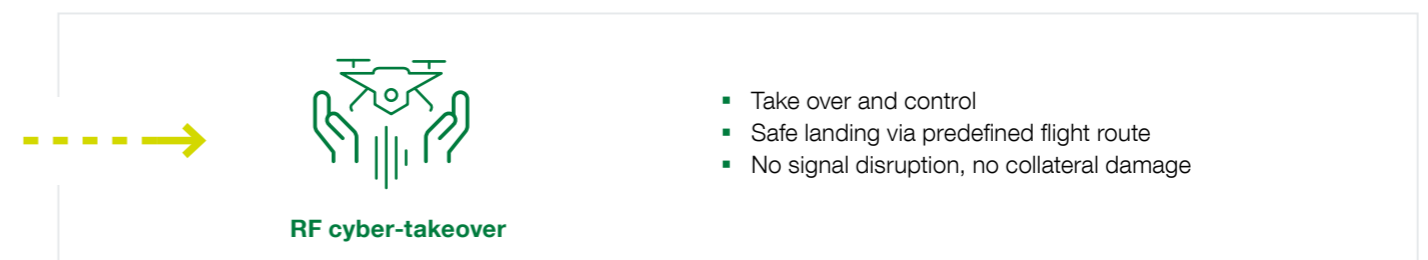 RF cyber-takeover
▪ Take over and control
▪ Safe landing via predefined flight route
▪ No signal disruption, no collateral damage